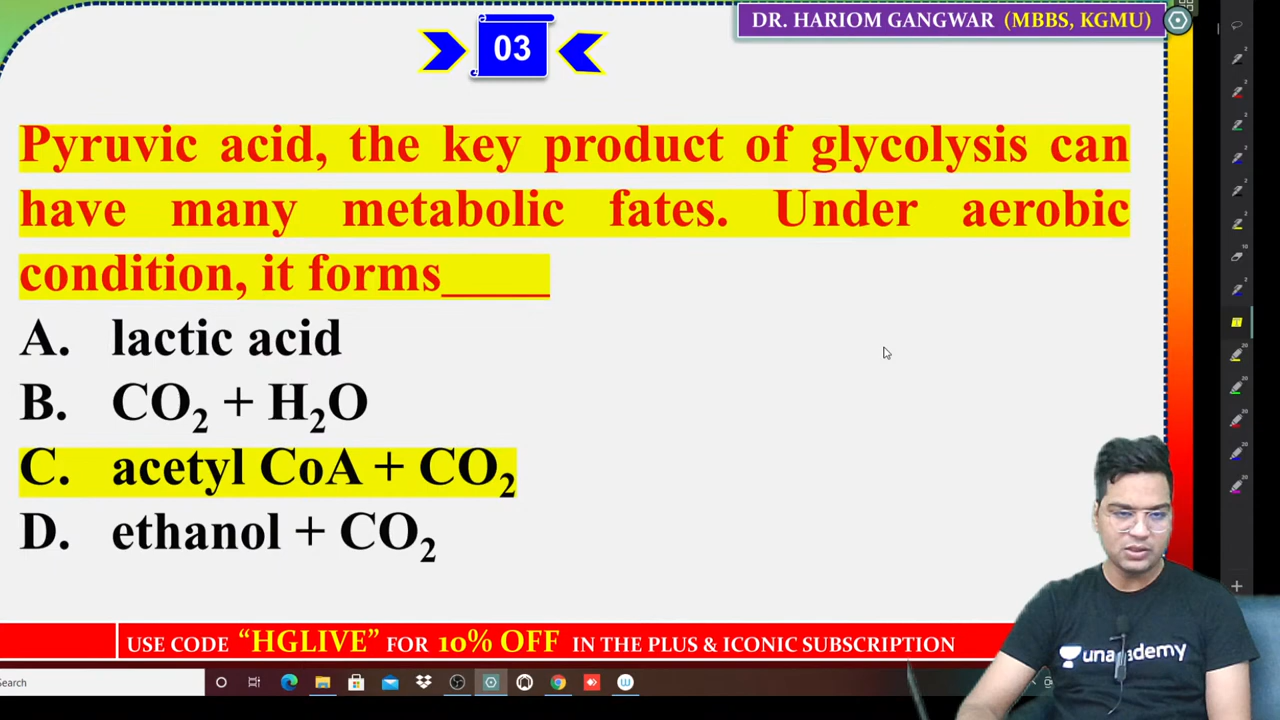 DR. HARIOM GANGWAR (MBBS, KGMU)
03
Pyruvic acid, the key product of glycolysis can
have many metabolic fates. Under aerobic
condition, it forms_____
A. lactic acid
B. CO₂ + H₂O
C. acetyl CoA + CO₂
D. ethanol + CO₂
unacademy
USE CODE “HGLIVE” FOR 10% OFF IN THE PLUS & ICONIC SUBSCRIPTION
Search